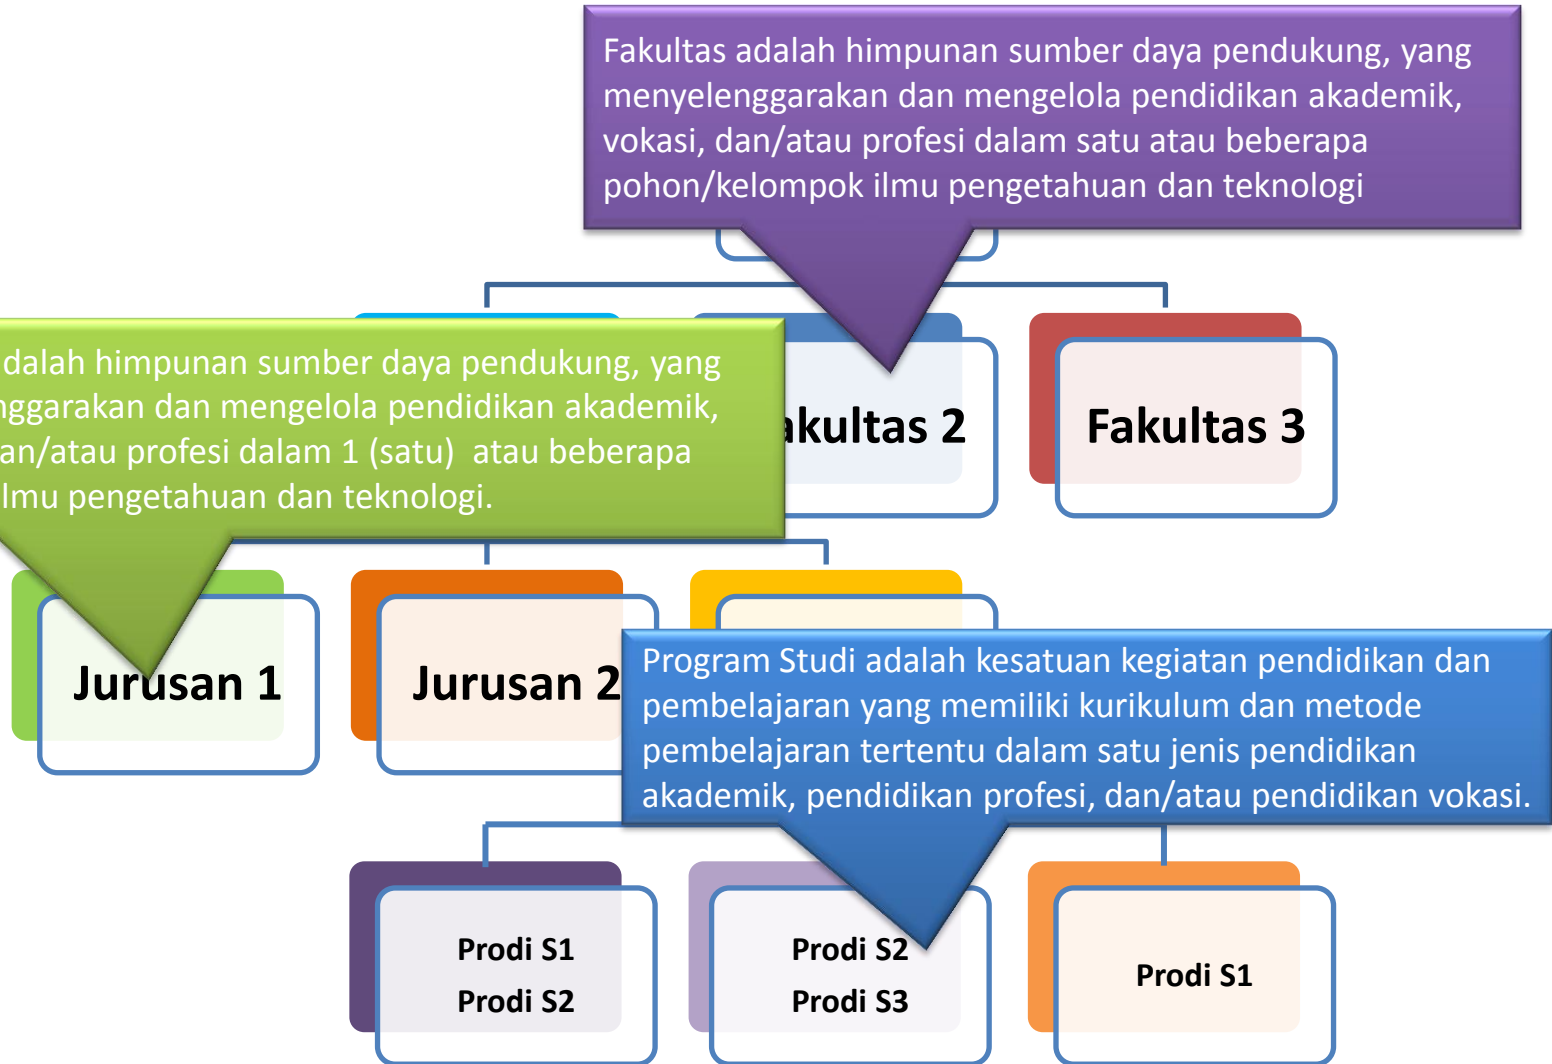 Fakultas adalah himpunan sumber daya pendukung, yang
menyelenggarakan dan mengelola pendidikan akademik,
vokasi, dan/atau profesi dalam satu atau beberapa
pohon/kelompok ilmu pengetahuan dan teknologi
dalah himpunan sumber daya pendukung, yang
nggarakan dan mengelola pendidikan akademik,
an/atau profesi dalam 1 (satu) atau beberapa
lmu pengetahuan dan teknologi.
akultas 2
Fakultas 3
Jurusan 1
Jurusan 2
Program Studi adalah kesatuan kegiatan pendidikan dan
pembelajaran yang memiliki kurikulum dan metode
pembelajaran tertentu dalam satu jenis pendidikan
akademik, pendidikan profesi, dan/atau pendidikan vokasi.
Prodi S1
Prodi S2
Prodi S2
Prodi S3
Prodi S1